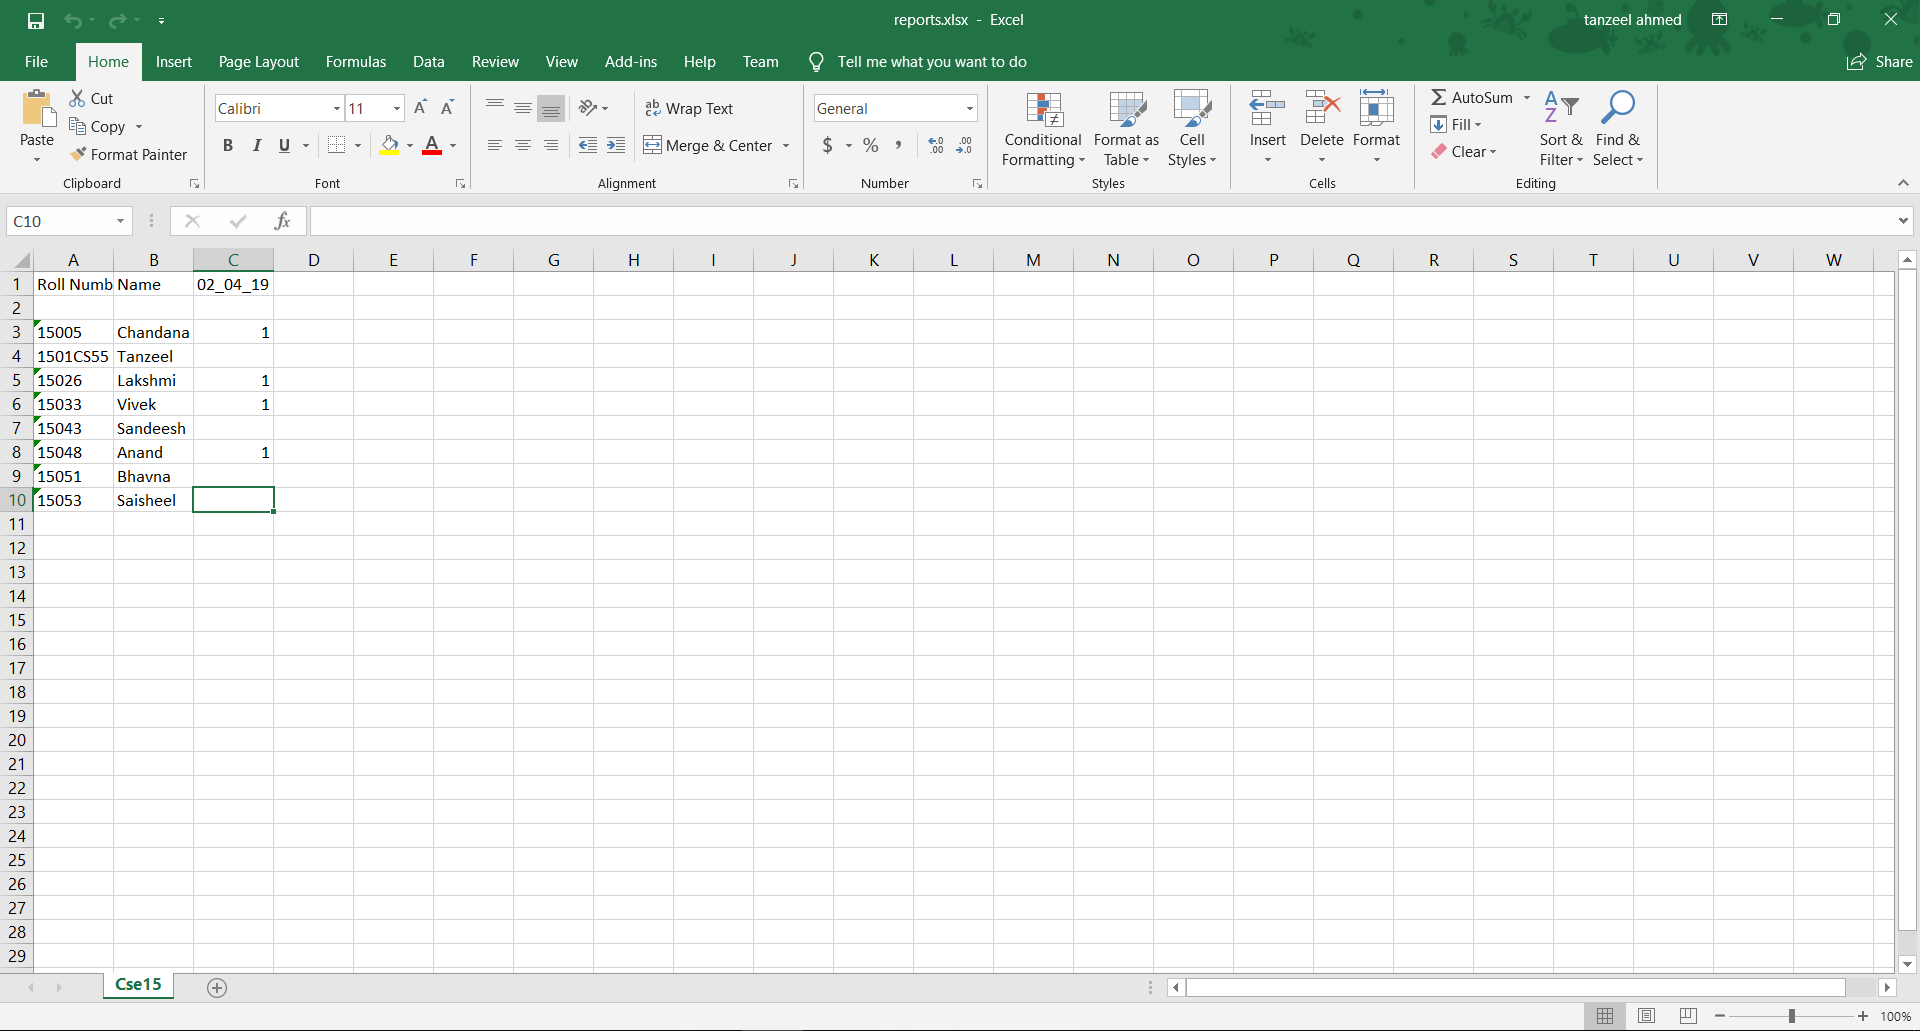 reports.xlsx - Excel
tanzeel ahmed
File Home Insert Page Layout Formulas Data Review View Add-ins Help Team Tell me what you want to do Share
Paste
Cut
Copy
Format Painter
Clipboard
Calibri 11 A A
B I U A
Font
ab Wrap Text
Merge & Center
Alignment
General
$ % ,
Number
Conditional Formatting
Format as Table
Cell Styles
Styles
Insert Delete Format
Cells
AutoSum
Fill
Clear
Sort & Filter
Find & Select
Editing
C10 fx
A B C D E F G H I J K L M N O P Q R S T U V W
1 Roll Numb Name 02_04_19
2
3 15005 Chandana 1
4 1501CS55 Tanzeel
5 15026 Lakshmi 1
6 15033 Vivek 1
7 15043 Sandeesh
8 15048 Anand 1
9 15051 Bhavna
10 15053 Saisheel
11
12
13
14
15
16
17
18
19
20
21
22
23
24
25
26
27
28
29
Cse15
100%